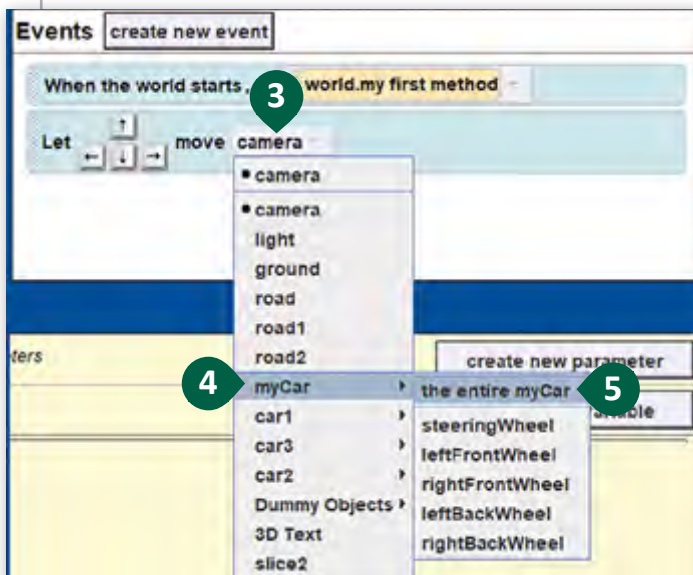 Events create new event
When the world starts, world.my first method
3
Let ↑ ← ↓ → move camera
camera
camera
light
ground
road
road1
road2
myCar
car1
car3
car2
Dummy Objects
3D Text
slice2
4
the entire myCar
5
steeringWheel
leftFrontWheel
rightFrontWheel
leftBackWheel
rightBackWheel
create new parameter